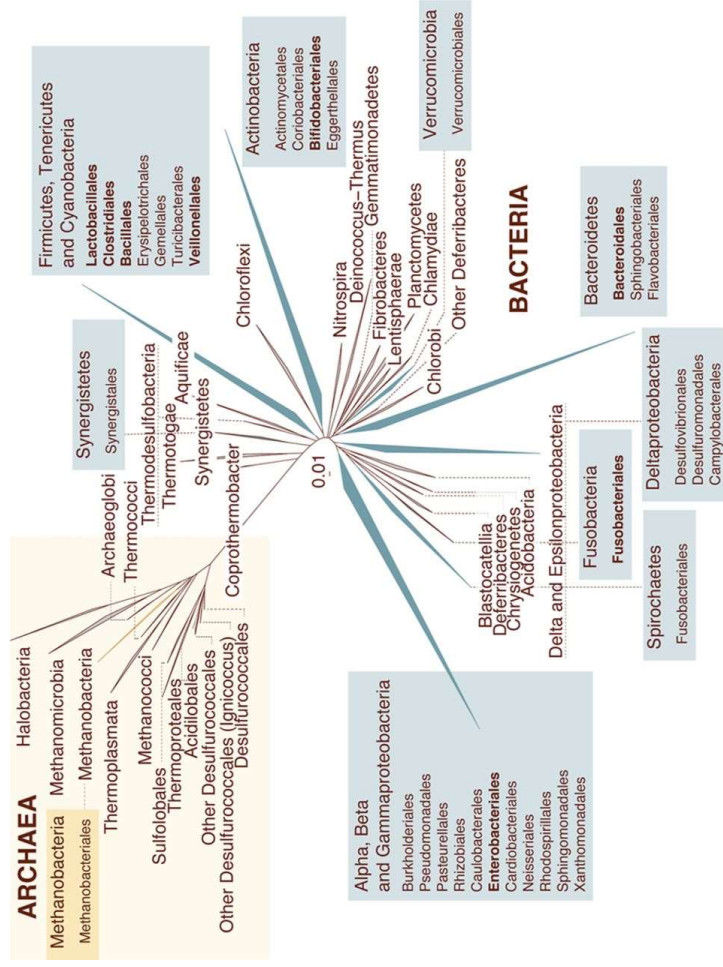 ARCHAEA
Methanobacteria
Methanobacteriales
Halobacteria
Methanomicrobia
Methanobacteria
Thermoplasmata
Methanococci
Sulfolobales
Thermoproteales
Acidilobales
Other Desulfurococcales
Other Desulfurococcales (Ignicoccus)
Desulfurococcales
Archaeoglobi
Thermococci
Coprothermobacter
Synergistetes
Synergistales
Thermodesulfobacteria
Thermotogae
Aquificae
Synergistetes
Firmicutes, Tenericutes
and Cyanobacteria
Lactobacillales
Clostridiales
Bacillales
Erysipelotrichales
Gemellales
Turicibacterales
Veillonellales
Chloroflexi
Actinobacteria
Actinomycetales
Coriobacteriales
Bifidobacteriales
Eggerthellales
Nitrospira
Deinococcus-Thermus
Gemmatimonadetes
Fibrobacteres
Lentisphaerae
Planctomycetes
Chlamydiae
Verrucomicrobia
Verrucomicrobiales
Chlorobi
Other Deferribacteres
BACTERIA
0.01
Bacteroidetes
Bacteroidales
Sphingobacteriales
Flavobacteriales
Alpha, Beta
and Gammaproteobacteria
Burkholderiales
Pseudomonadales
Pasteurellales
Rhizobiales
Caulobacterales
Enterobacteriales
Cardiobacteriales
Neisseriales
Rhodospirillales
Sphingomonadales
Xanthomonadales
Blastocatellia
Deferribacteres
Chrysiogenetes
Acidobacteria
Delta and Epsilonproteobacteria
Spirochaetes
Fusobacteriales
Fusobacteria
Fusobacteriales
Deltaproteobacteria
Desulfovibrionales
Desulfuromonadales
Campylobacterales